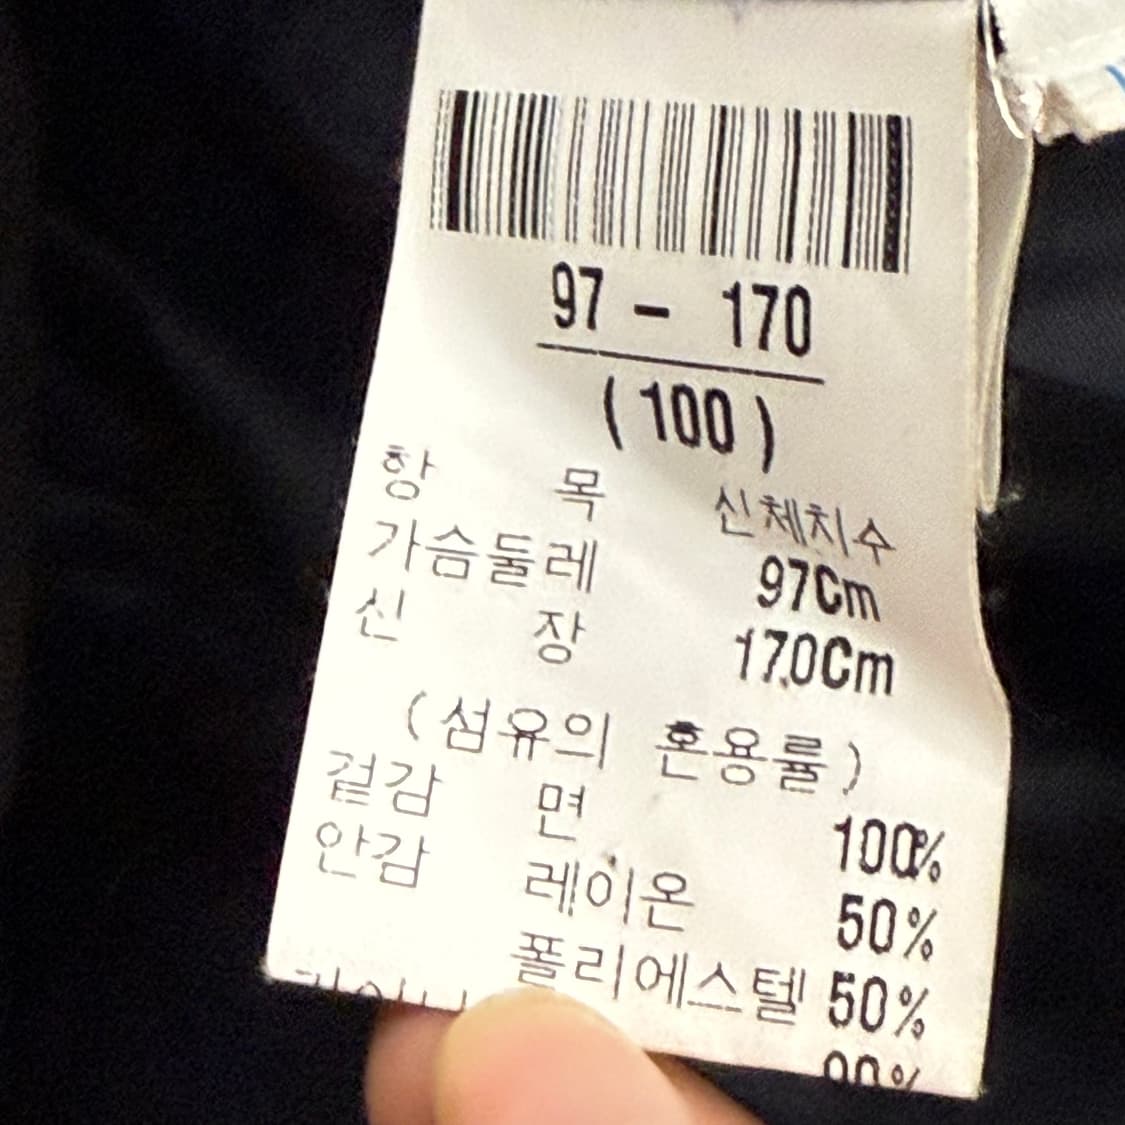 97 - 170
(100)
항 목 신체치수
가슴둘레 97Cm
신 장 170Cm
(섬유의 혼용률)
겉감 면 100%
안감 레이온 50%
폴리에스텔 50%